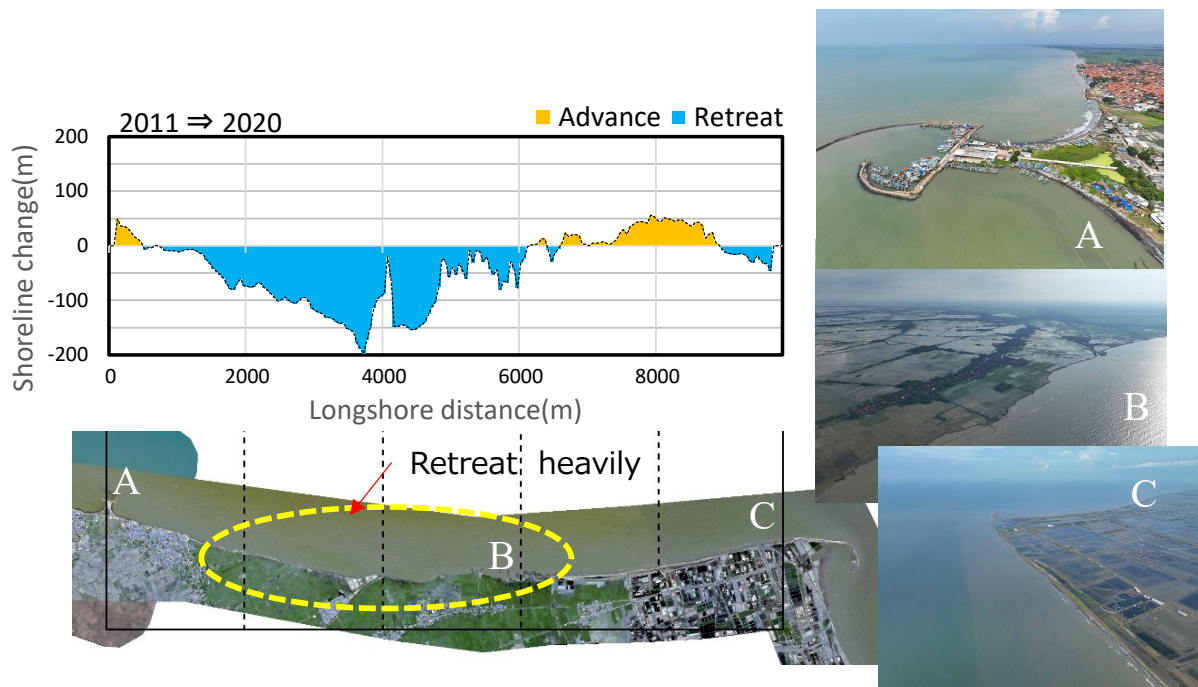 2011 ⇒ 2020
Advance
Retreat
Shoreline change(m)
200
100
0
-100
-200
0
2000
4000
6000
8000
Longshore distance(m)
Retreat heavily
A
B
C
A
B
C